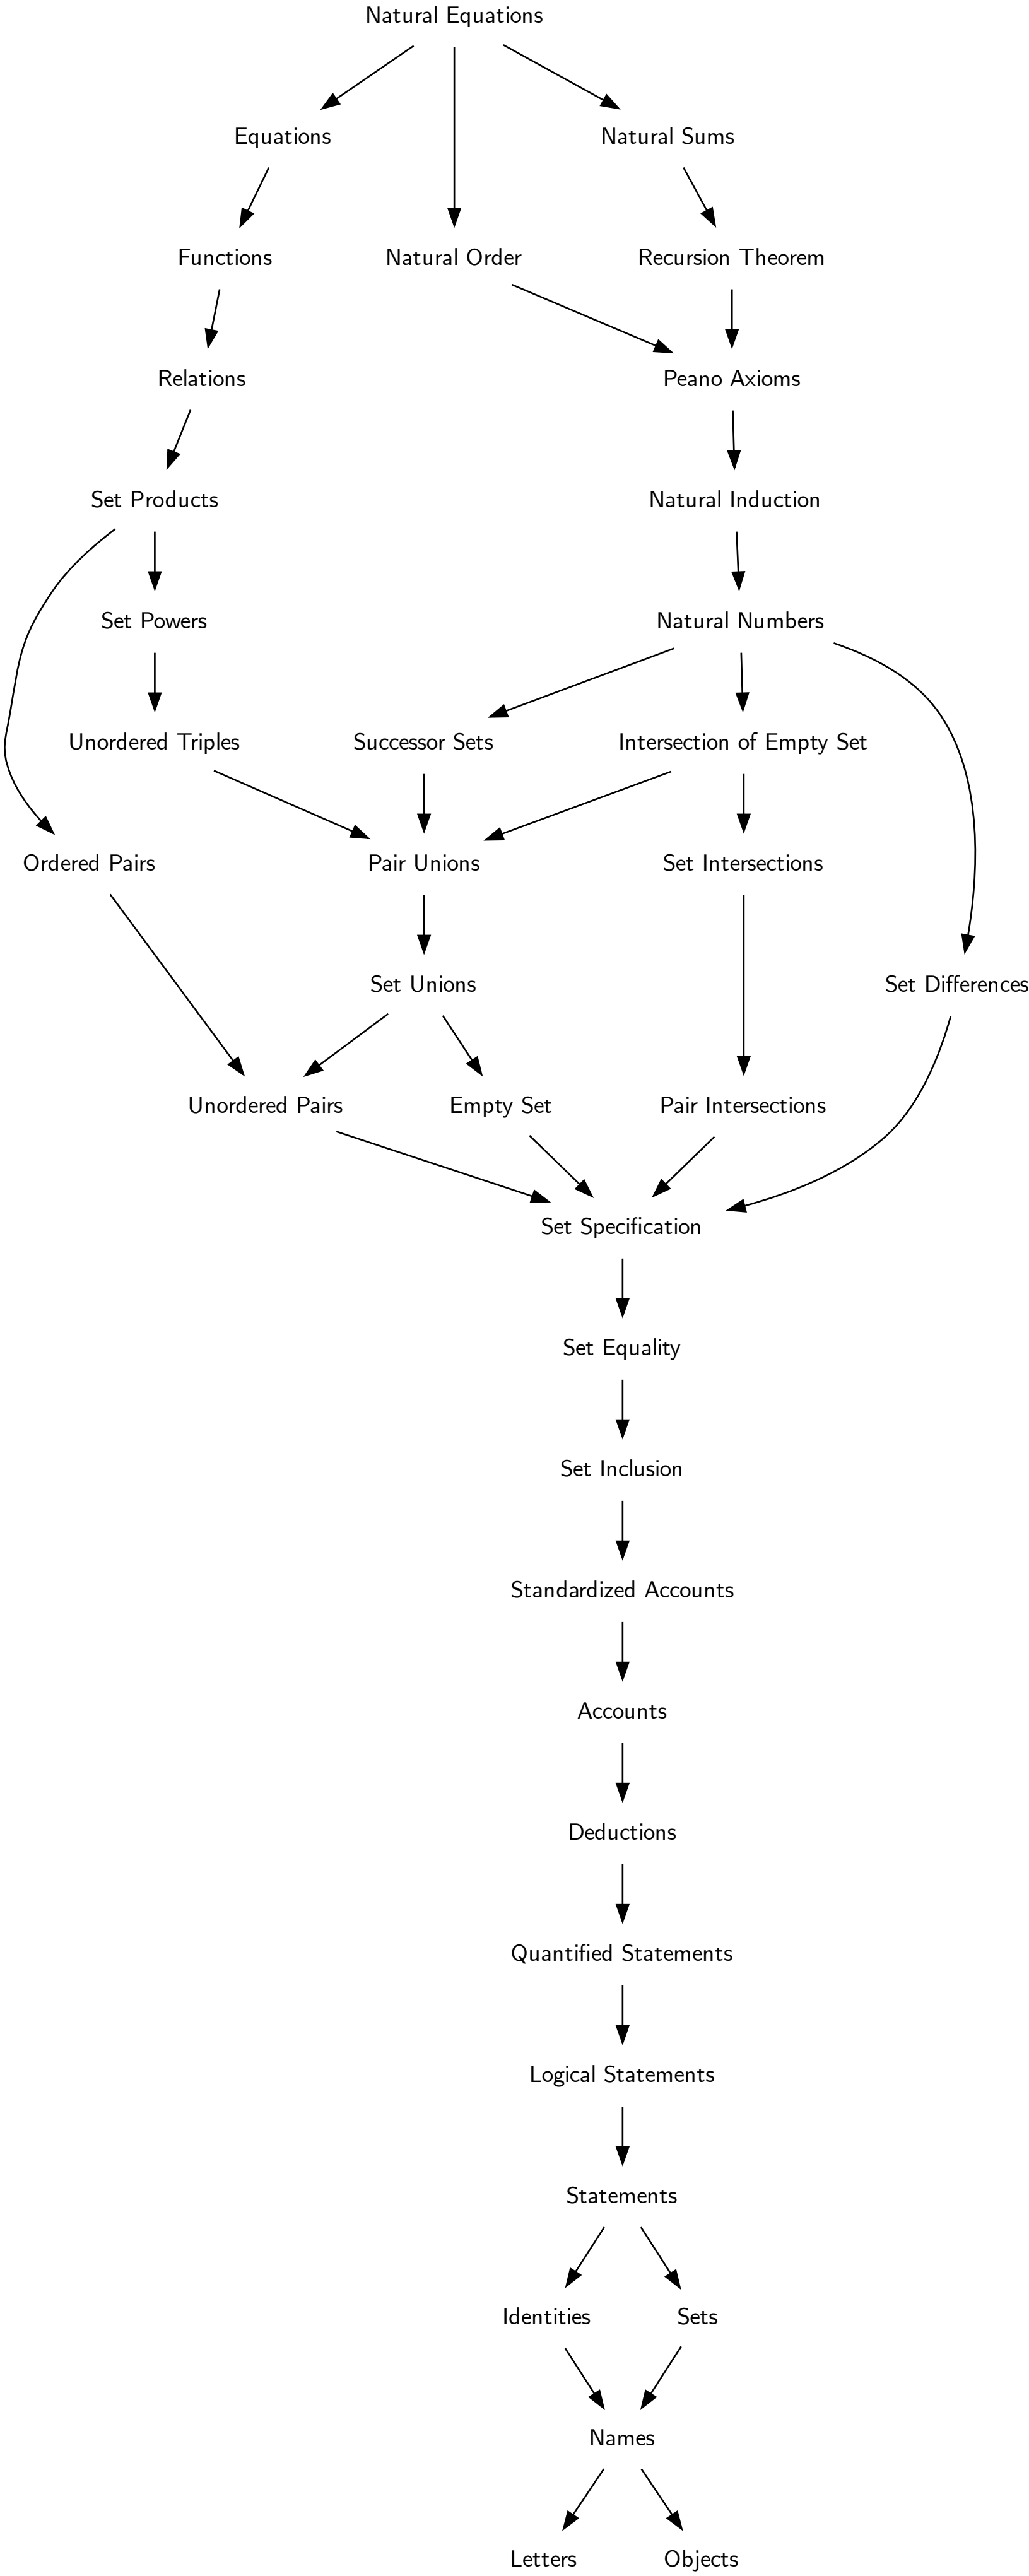 Natural Equations
Equations
Natural Sums
Functions
Natural Order
Recursion Theorem
Relations
Peano Axioms
Set Products
Natural Induction
Set Powers
Natural Numbers
Unordered Triples
Successor Sets
Intersection of Empty Set
Ordered Pairs
Pair Unions
Set Intersections
Set Unions
Set Differences
Unordered Pairs
Empty Set
Pair Intersections
Set Specification
Set Equality
Set Inclusion
Standardized Accounts
Accounts
Deductions
Quantified Statements
Logical Statements
Statements
Identities
Sets
Names
Letters
Objects